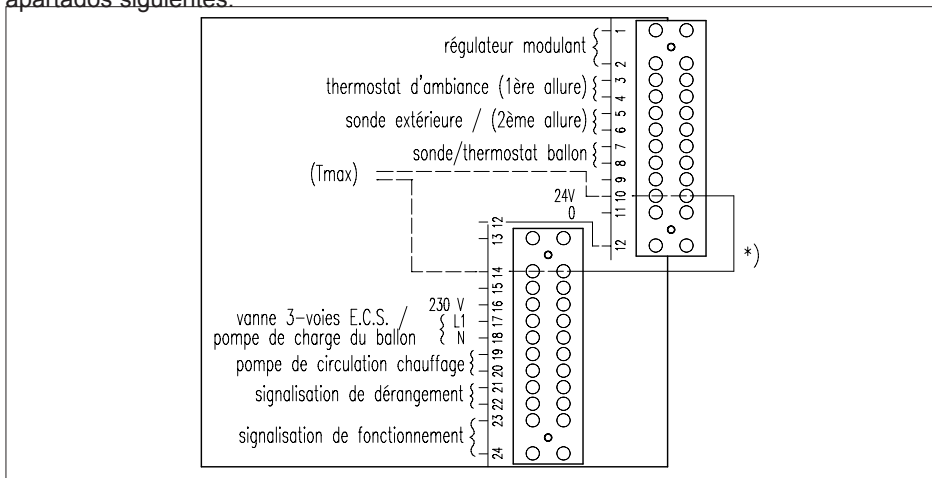 apartados siguientes:
régulateur modulant
1
2
thermostat d'ambiance (1ère allure)
3
4
sonde extérieure / (2ème allure)
5
6
sonde/thermostat ballon
7
8
(Tmax)
9
24V
10
0
11
12
12
13
*)
14
15
230 V
16
vanne 3-voies E.C.S. /
L1
17
pompe de charge du ballon
N
18
pompe de circulation chauffage
19
20
signalisation de dérangement
21
22
23
signalisation de fonctionnement
24